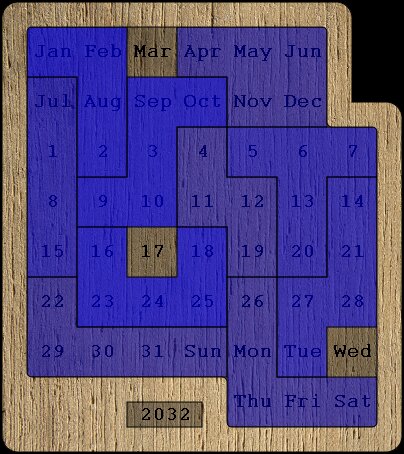 Jan Feb Mar Apr May Jun
Jul Aug Sep Oct Nov Dec
1 2 3 4 5 6 7
8 9 10 11 12 13 14
15 16 17 18 19 20 21
22 23 24 25 26 27 28
29 30 31 Sun Mon Tue Wed
Thu Fri Sat
2032